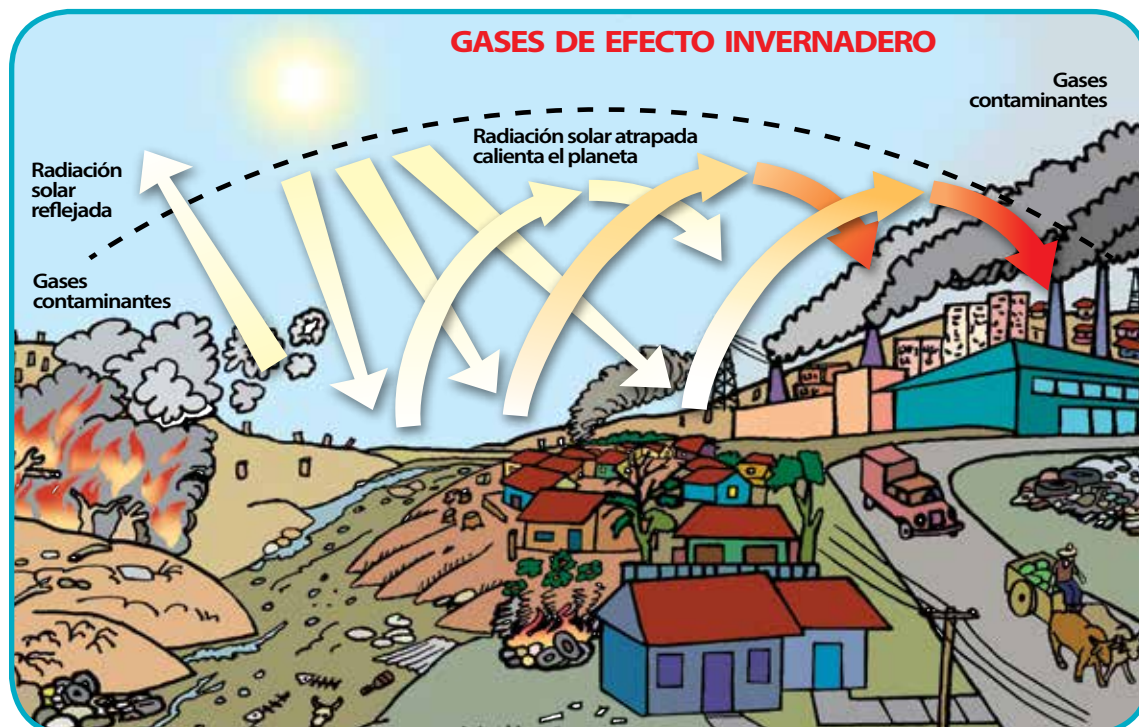 GASES DE EFECTO INVERNADERO
Gases
contaminantes
Radiación solar atrapada
calienta el planeta
Radiación
solar
reflejada
Gases
contaminantes